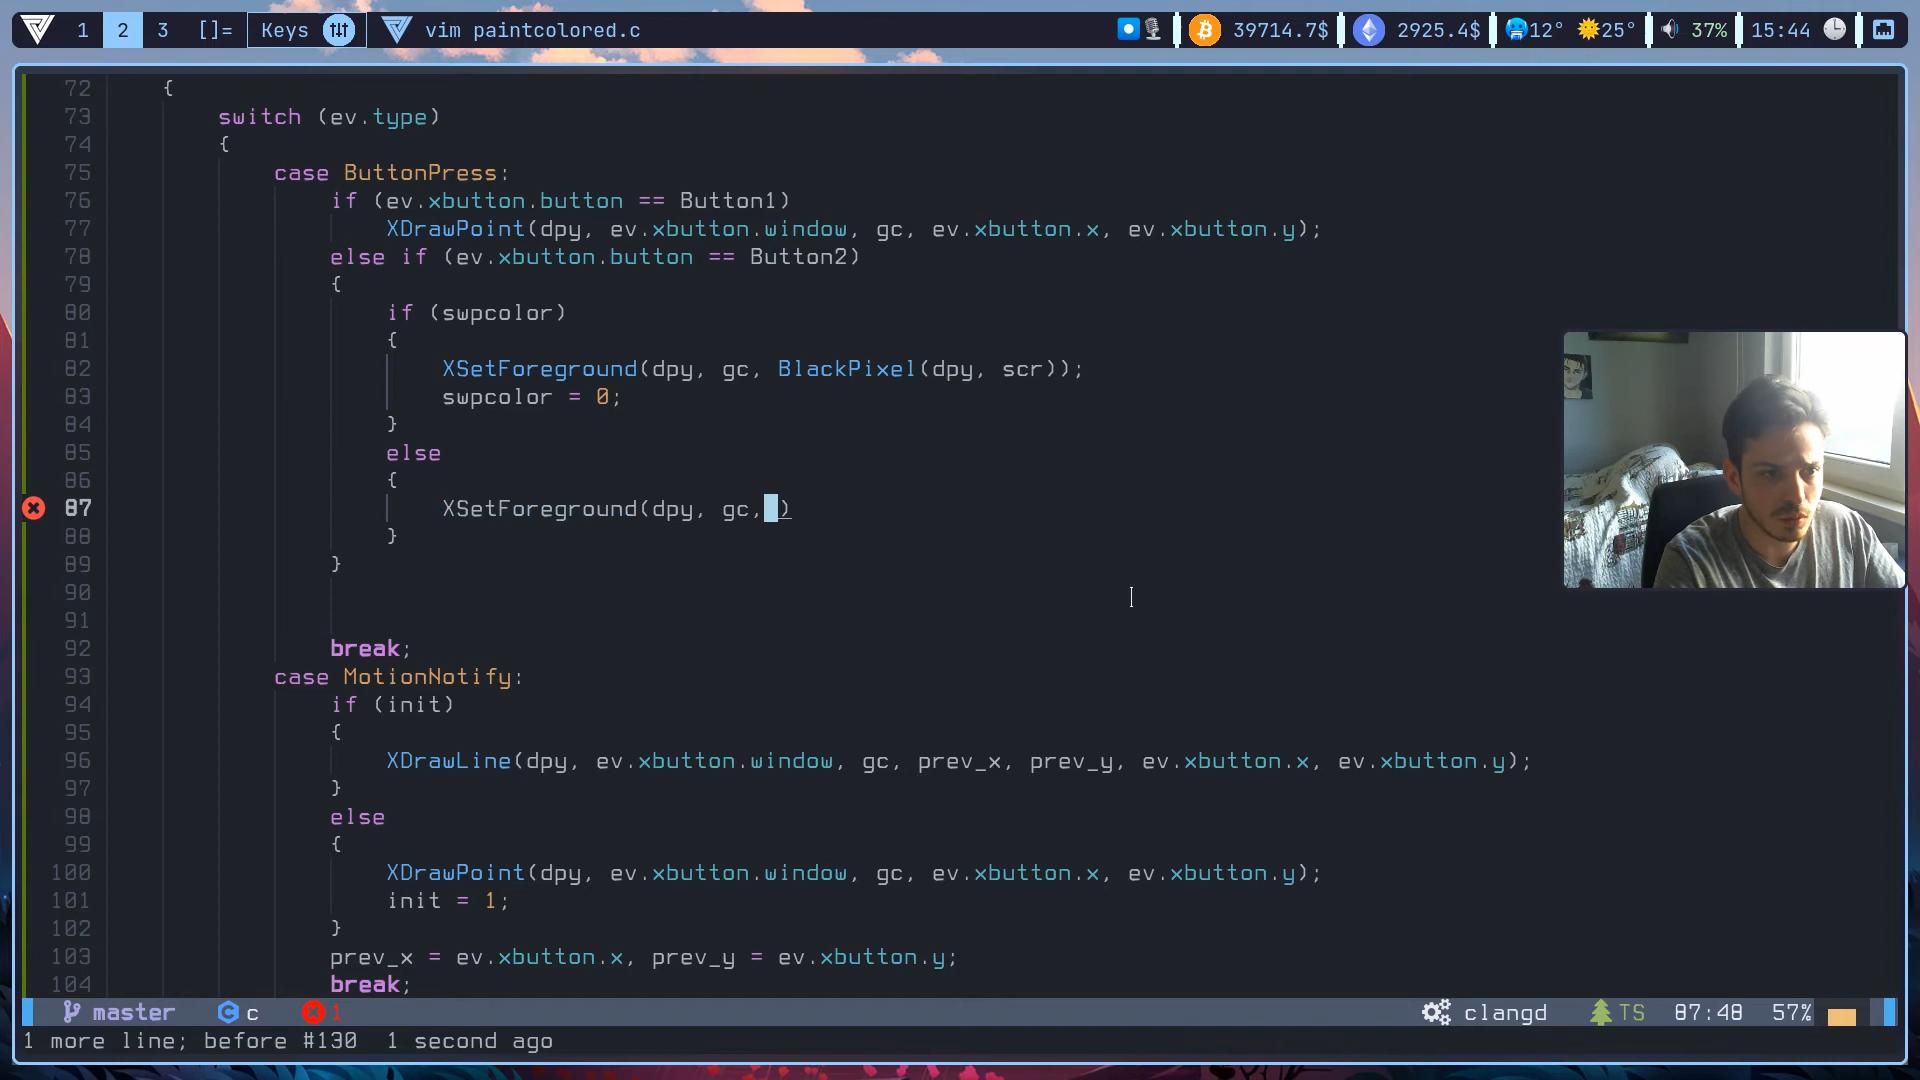 1 2 3 []= Keys vim paintcolored.c 39714.7$ 2925.4$ 12° 25° 37% 15:44
72 {
73 switch (ev.type)
74 {
75 case ButtonPress:
76 if (ev.xbutton.button == Button1)
77 XDrawPoint(dpy, ev.xbutton.window, gc, ev.xbutton.x, ev.xbutton.y);
78 else if (ev.xbutton.button == Button2)
79 {
80 if (swpcolor)
81 {
82 XSetForeground(dpy, gc, BlackPixel(dpy, scr));
83 swpcolor = 0;
84 }
85 else
86 {
87 XSetForeground(dpy, gc, )
88 }
89 }
90
91
92 break;
93 case MotionNotify:
94 if (init)
95 {
96 XDrawLine(dpy, ev.xbutton.window, gc, prev_x, prev_y, ev.xbutton.x, ev.xbutton.y);
97 }
98 else
99 {
100 XDrawPoint(dpy, ev.xbutton.window, gc, ev.xbutton.x, ev.xbutton.y);
101 init = 1;
102 }
103 prev_x = ev.xbutton.x, prev_y = ev.xbutton.y;
104 break;
master c 1 clangd TS 87:48 57%
1 more line; before #130 1 second ago